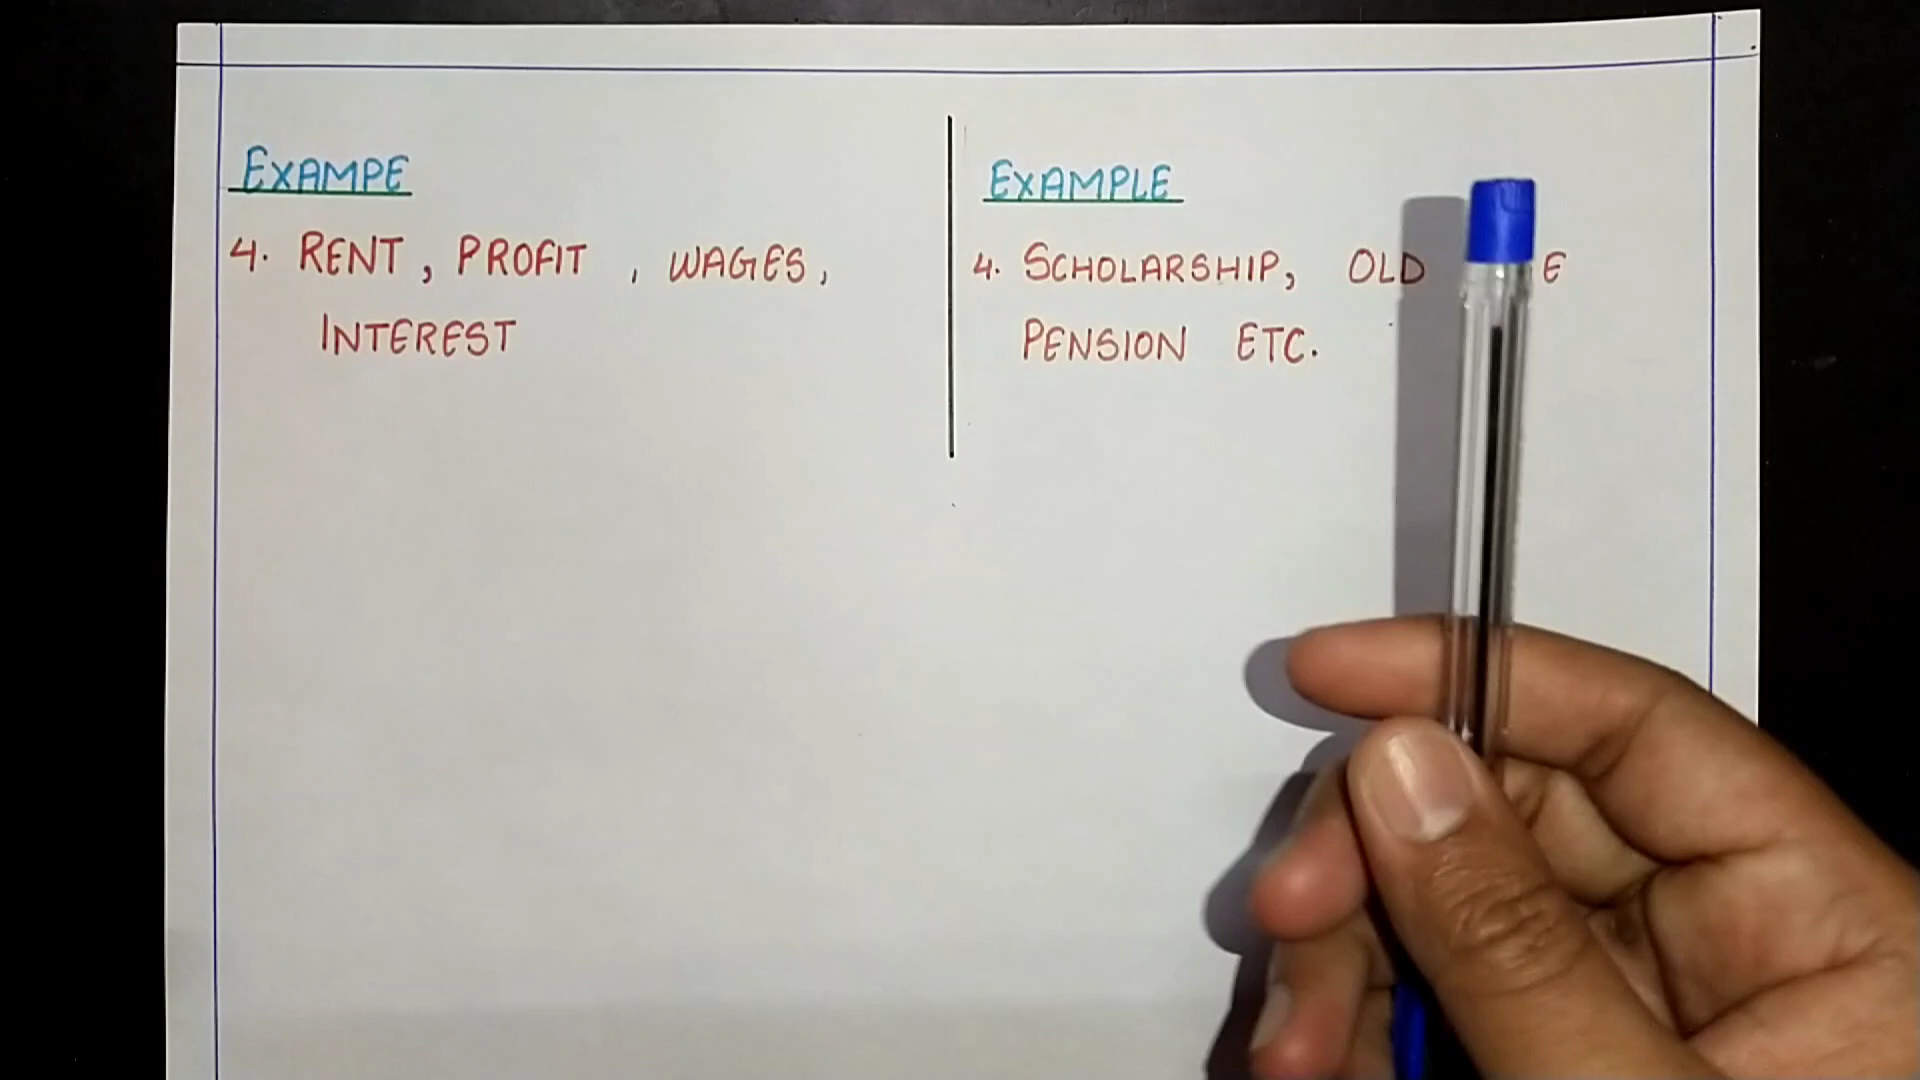 EXAMPE
4. RENT, PROFIT, WAGES,
INTEREST
EXAMPLE
4. SCHOLARSHIP, OLD E
PENSION ETC.